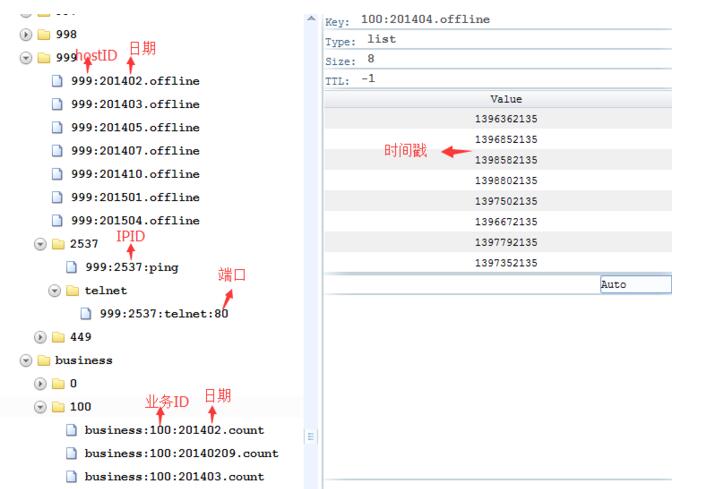 998
999
hostID
日期
999:201402.offline
999:201403.offline
999:201405.offline
999:201407.offline
999:201410.offline
999:201501.offline
999:201504.offline
2537
IPID
999:2537:ping
telnet
端口
999:2537:telnet:80
449
business
0
100
业务ID
日期
business:100:201402.count
business:100:20140209.count
business:100:201403.count
Key: 100:201404.offline
Type: list
Size: 8
TTL: -1
Value
1396362135
1396852135
时间戳
1398582135
1398802135
1397502135
1396672135
1397792135
1397352135
Auto